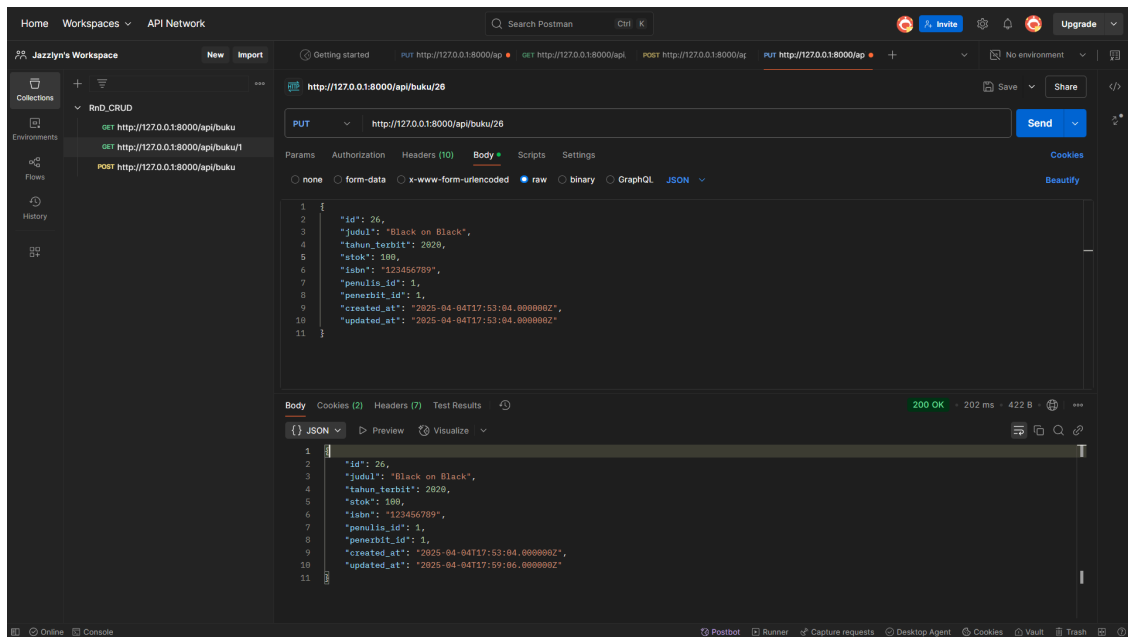 Home Workspaces API Network Search Postman Ctrl K Invite Upgrade
Jazzlyn's Workspace New Import Getting started PUT http://127.0.0.1:8000/ap GET http://127.0.0.1:8000/api. POST http://127.0.0.1:8000/ap PUT http://127.0.0.1:8000/ap No environment
Collections
Environments
Flows
History
RnD_CRUD
GET http://127.0.0.1:8000/api/buku
GET http://127.0.0.1:8000/api/buku/1
POST http://127.0.0.1:8000/api/buku
HTTP http://127.0.0.1:8000/api/buku/26 Save Share
PUT http://127.0.0.1:8000/api/buku/26 Send
Params Authorization Headers (10) Body Scripts Settings Cookies
none form-data x-www-form-urlencoded raw binary GraphQL JSON Beautify
1 {
2 "id": 26,
3 "judul": "Black on Black",
4 "tahun_terbit": 2020,
5 "stok": 100,
6 "isbn": "123456789",
7 "penulis_id": 1,
8 "penerbit_id": 1,
9 "created_at": "2025-04-04T17:53:04.000000Z",
10 "updated_at": "2025-04-04T17:53:04.000000Z"
11 }
Body Cookies (2) Headers (7) Test Results 200 OK 202 ms 422 B
{} JSON Preview Visualize
1 {
2 "id": 26,
3 "judul": "Black on Black",
4 "tahun_terbit": 2020,
5 "stok": 100,
6 "isbn": "123456789",
7 "penulis_id": 1,
8 "penerbit_id": 1,
9 "created_at": "2025-04-04T17:53:04.000000Z",
10 "updated_at": "2025-04-04T17:59:06.000000Z"
11 }
Online Console Postbot Runner Capture requests Desktop Agent Cookies Vault Trash